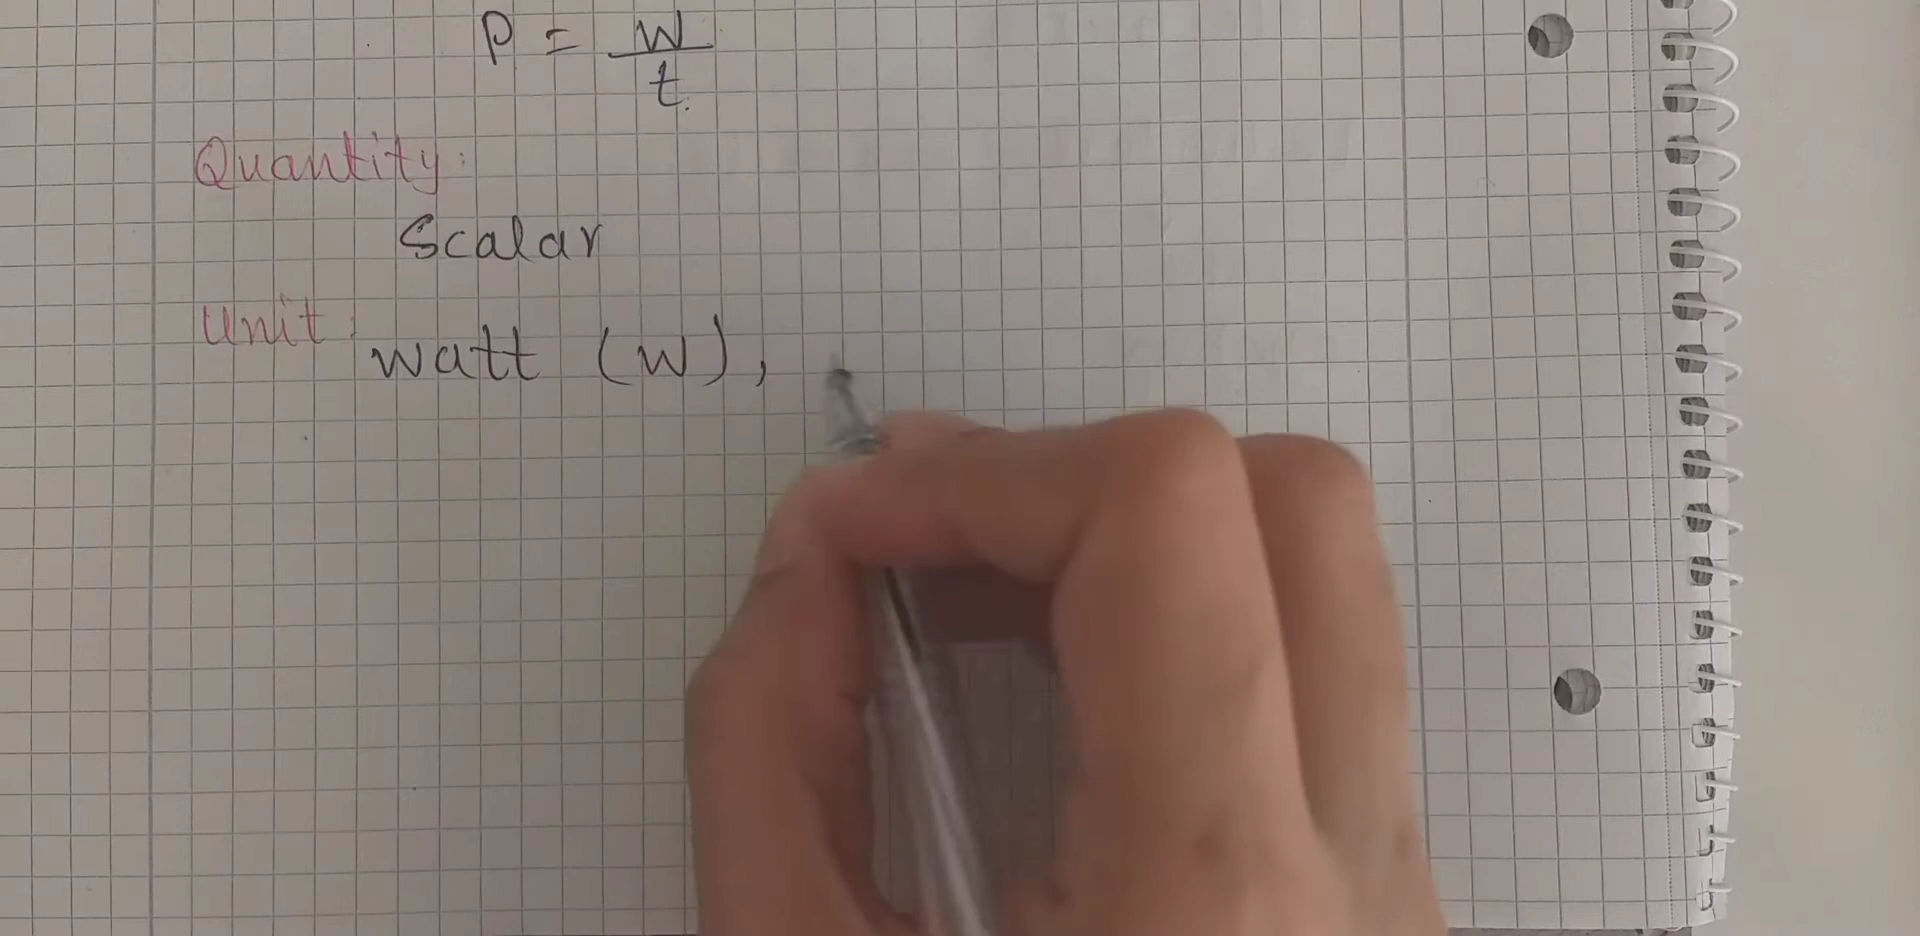 P = W/t
Quantity:
Scalar
Unit:
watt (W),